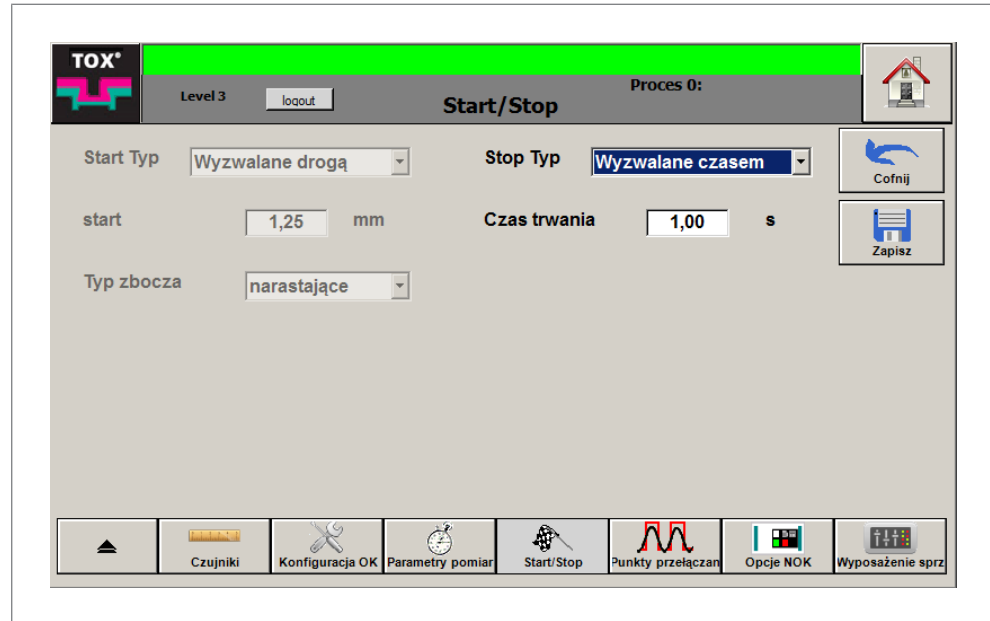 TOX®
Level 3
logout
Start/Stop
Proces 0:
Start Typ
Wyzwalane drogą
Stop Typ
Wyzwalane czasem
Cofnij
start
1,25
mm
Czas trwania
1,00
s
Zapisz
Typ zbocza
narastające
Czujniki
Konfiguracja OK
Parametry pomiar
Start/Stop
Punkty przełączan
Opcje NOK
Wyposażenie sprz